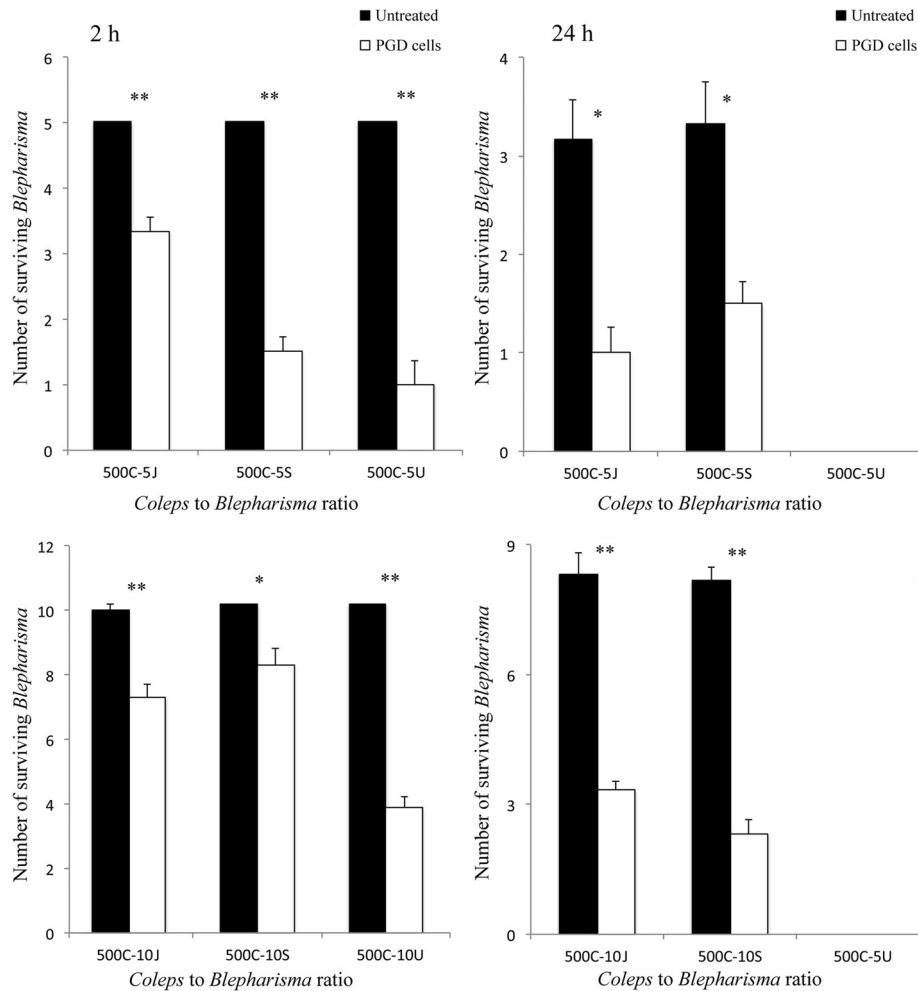 2 h
Untreated
PGD cells
Number of surviving Blepharisma
6
5
4
3
2
1
0
**
**
**
500C-5J
500C-5S
500C-5U
Coleps to Blepharisma ratio
24 h
Untreated
PGD cells
Number of surviving Blepharisma
4
3
2
1
0
*
*
500C-5J
500C-5S
500C-5U
Coleps to Blepharisma ratio
Number of surviving Blepharisma
12
10
8
6
4
2
0
**
*
**
500C-10J
500C-10S
500C-10U
Coleps to Blepharisma ratio
Number of surviving Blepharisma
9
6
3
0
**
**
500C-10J
500C-10S
500C-5U
Coleps to Blepharisma ratio